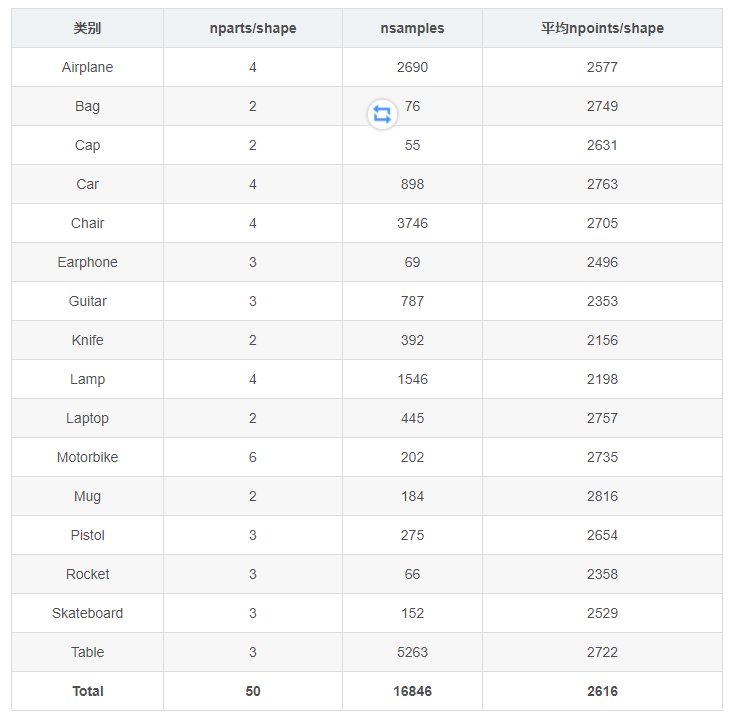 类别 nparts/shape nsamples 平均npoints/shape
Airplane 4 2690 2577
Bag 2 76 2749
Cap 2 55 2631
Car 4 898 2763
Chair 4 3746 2705
Earphone 3 69 2496
Guitar 3 787 2353
Knife 2 392 2156
Lamp 4 1546 2198
Laptop 2 445 2757
Motorbike 6 202 2735
Mug 2 184 2816
Pistol 3 275 2654
Rocket 3 66 2358
Skateboard 3 152 2529
Table 3 5263 2722
Total 50 16846 2616